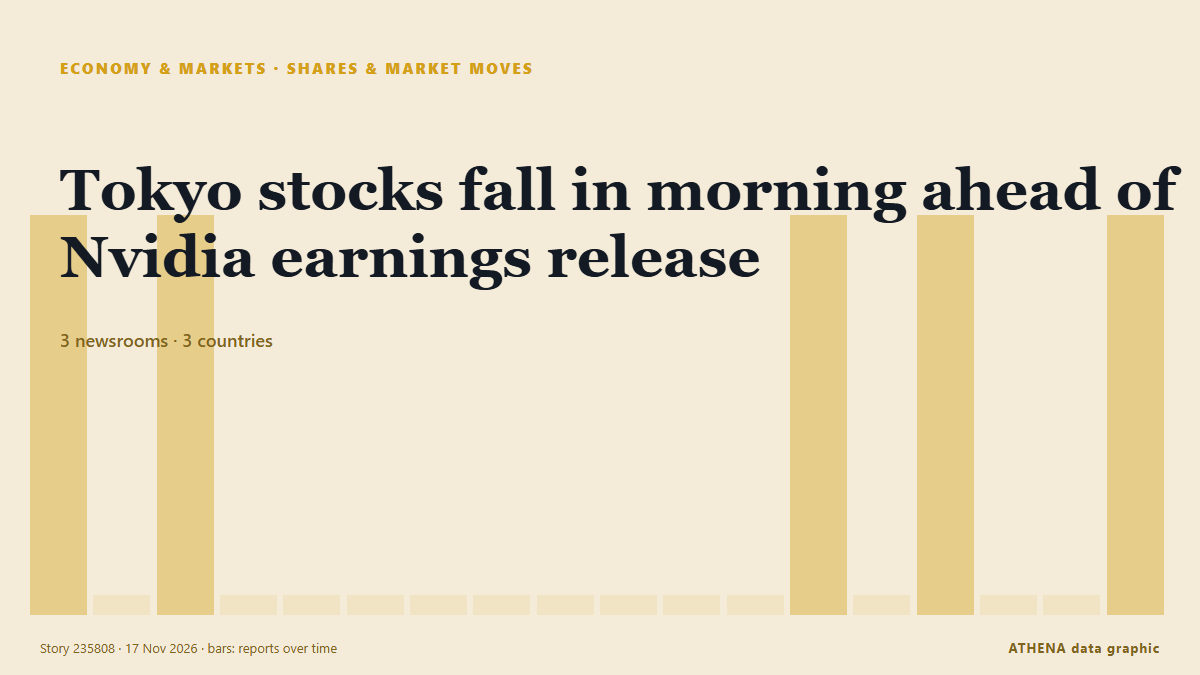 ECONOMY & MARKETS · SHARES & MARKET MOVES
Tokyo stocks fall in morning ahead of
Nvidia earnings release
3 newsrooms · 3 countries
Story 235808 · 17 Nov 2026 · bars: reports over time
ATHENA data graphic